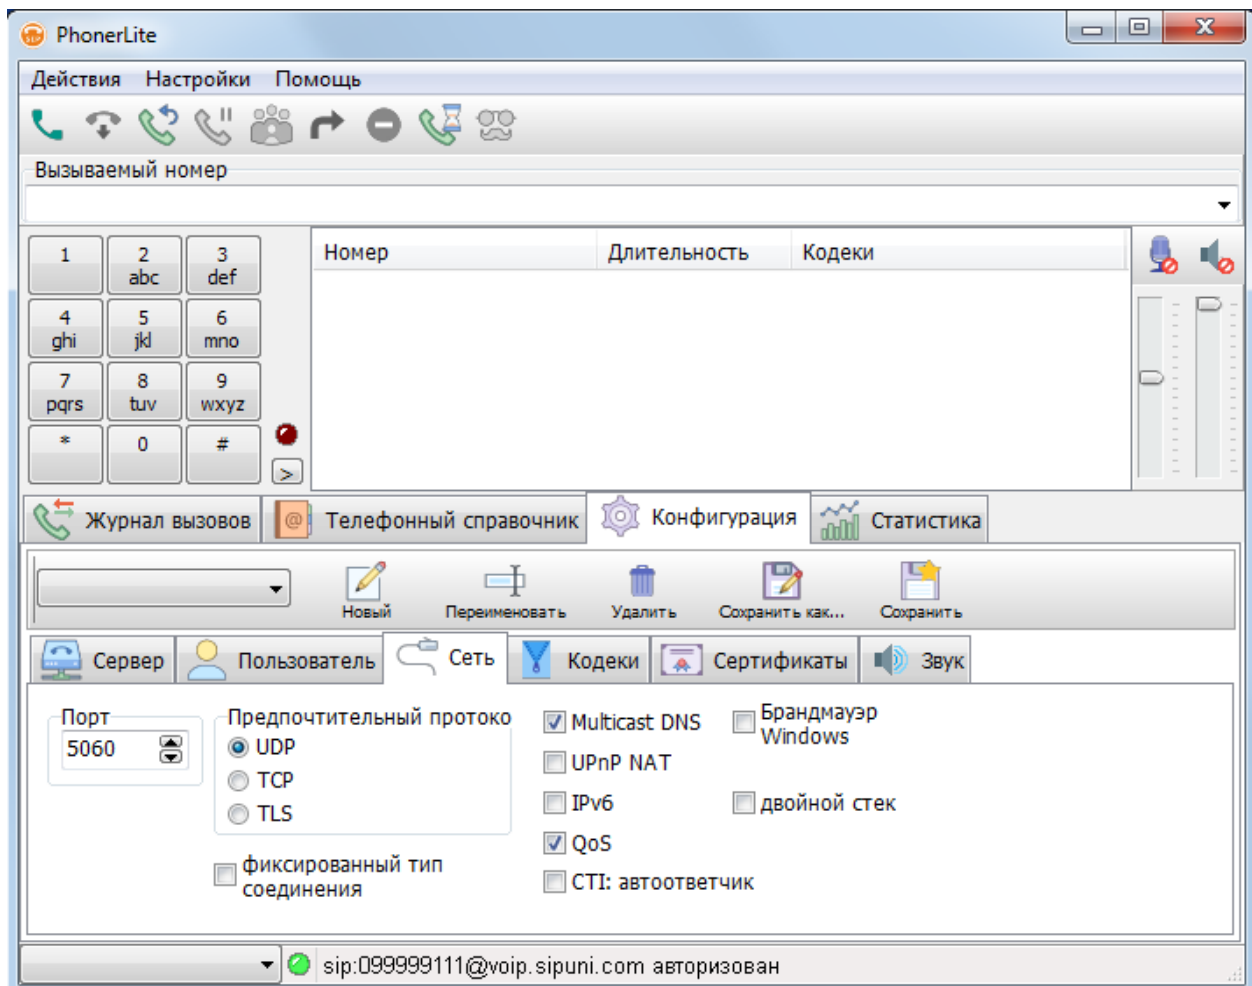 PhonerLite
Действия Настройки Помощь
Вызываемый номер
1 2 3
abc def
Номер Длительность Кодеки
4 5 6
ghi jkl mno
7 8 9
pqrs tuv wxyz
* 0 #
>
Журнал вызовов Телефонный справочник Конфигурация Статистика
Новый Переименовать Удалить Сохранить как... Сохранить
Сервер Пользователь Сеть Кодеки Сертификаты Звук
Порт
5060
Предпочтительный протоко
UDP
TCP
TLS
фиксированный тип
соединения
Multicast DNS
UPnP NAT
IPv6
QoS
CTI: автоответчик
Брандмауэр
Windows
двойной стек
sip:099999111@voip.sipuni.com авторизован